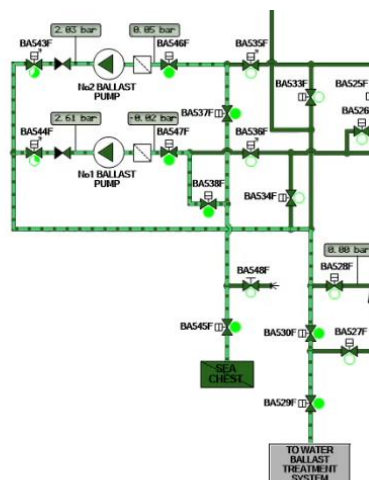 2.03 bar
0.05 bar
BA543F
BA546F
BA535F
No2 BALLAST
PUMP
BA533F
BA525F
BA526
BA537F
2.61 bar
-0.02 bar
BA544F
BA547F
BA536F
No1 BALLAST
PUMP
BA538F
BA534F
0.00 bar
BA548F
BA528F
BA545F
BA530F
BA527F
SEA
CHEST
BA529F
TO WATER
BALLAST
TREATMENT
SYSTEM